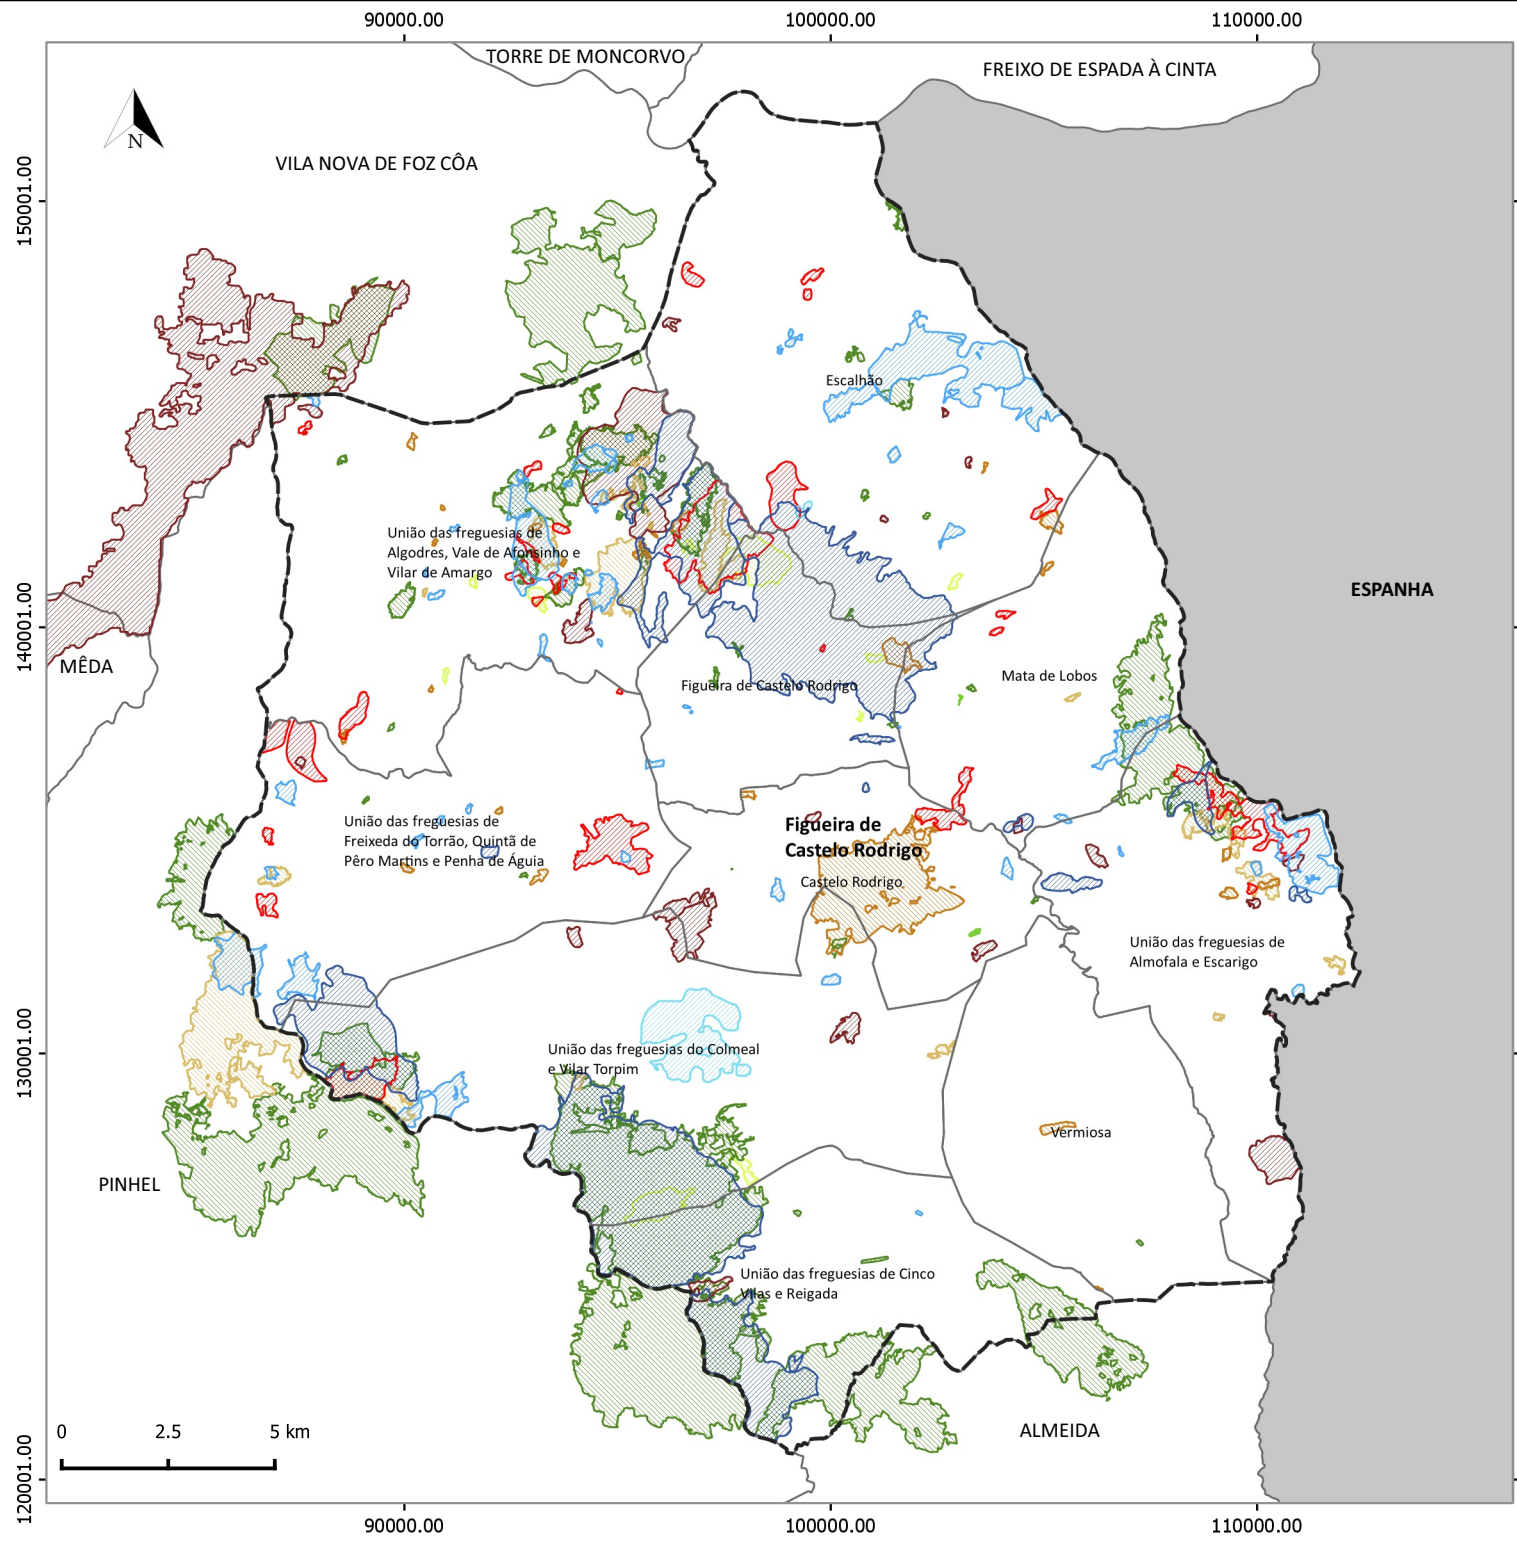 90000.00
100000.00
110000.00
TORRE DE MONCORVO
FREIXO DE ESPADA À CINTA
N
VILA NOVA DE FOZ CÔA
150001.00
Escalhão
União das freguesias de
Algodres, Vale de Afonsinho e
Vilar de Amargo
ESPANHA
140001.00
MÊDA
Mata de Lobos
Figueira de Castelo Rodrigo
União das freguesias de
Freixeda do Torrão, Quintã de
Pêro Martins e Penha de Águia
Figueira de
Castelo Rodrigo
Castelo Rodrigo
União das freguesias de
Almofala e Escarigo
130001.00
União das freguesias do Colmeal
e Vilar Torpim
Vermiosa
PINHEL
União das freguesias de Cinco
Vilas e Reigada
ALMEIDA
0
2.5
5 km
120001.00
90000.00
100000.00
110000.00